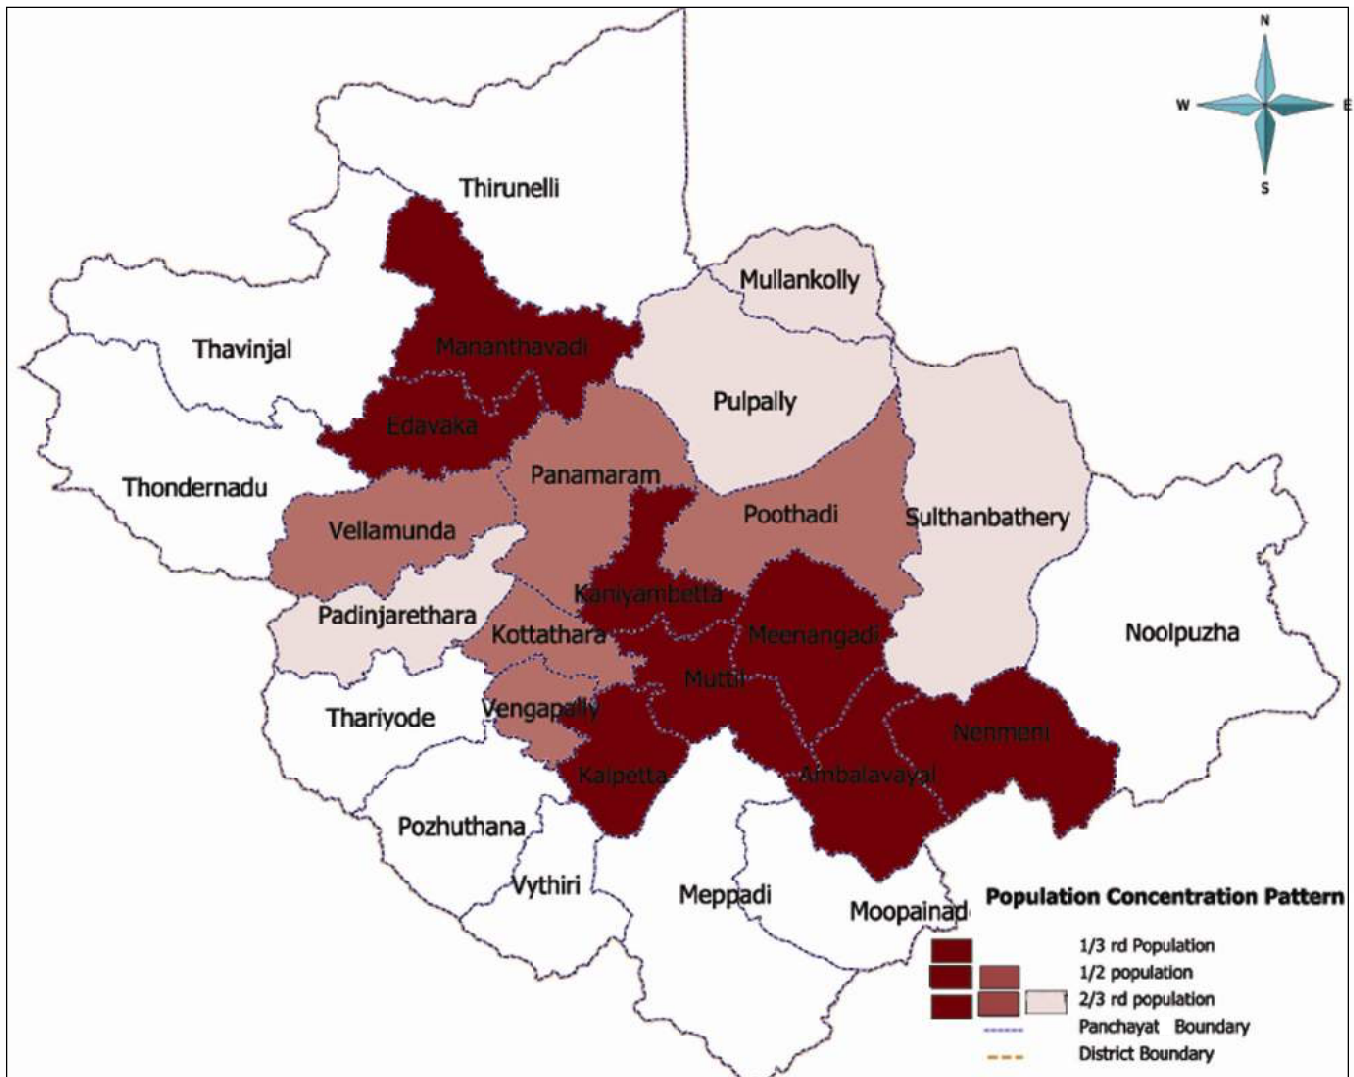 N
W E
S
Thirunelli
Mullankolly
Mananthavadi
Thavinjal
Pulpally
Edavaka
Panamaram
Thondernadu
Poothadi
Sulthanbathery
Vellamunda
Kaniyambetta
Padinjarethara
Kottathara
Meenangadi
Noolpuzha
Muttil
Vengapally
Thariyode
Nenmeni
Kalpetta
Ambalavayal
Pozhuthana
Vythiri
Meppadi
Moopainad
Population Concentration Pattern
1/3 rd Population
1/2 population
2/3 rd population
Panchayat Boundary
District Boundary